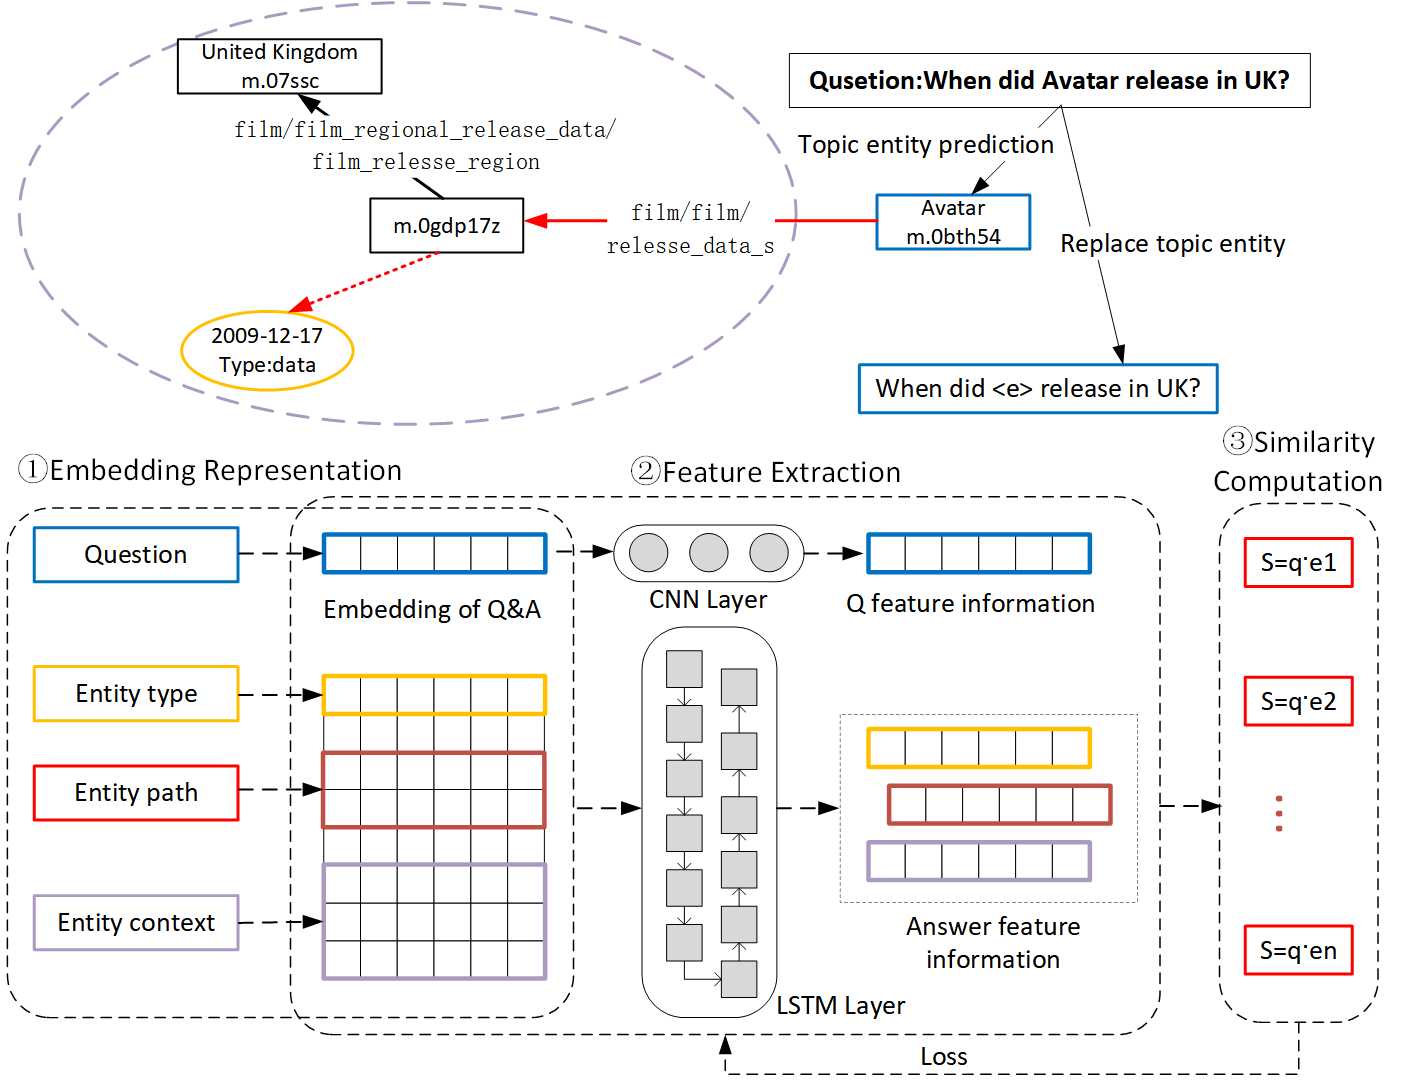 United Kingdom
m.07ssc
film/film_regional_release_data/
film_relesse_region
m.0gdp17z
2009-12-17
Type:data
film/film/
relesse_data_s
Qusetion:When did Avatar release in UK?
Topic entity prediction
Avatar
m.0bth54
Replace topic entity
When did <e> release in UK?
①Embedding Representation
②Feature Extraction
③Similarity
Computation
Question
Embedding of Q&A
CNN Layer
Q feature information
S=q·e1
Entity type
S=q·e2
Entity path
Entity context
Answer feature
information
S=q·en
LSTM Layer
Loss